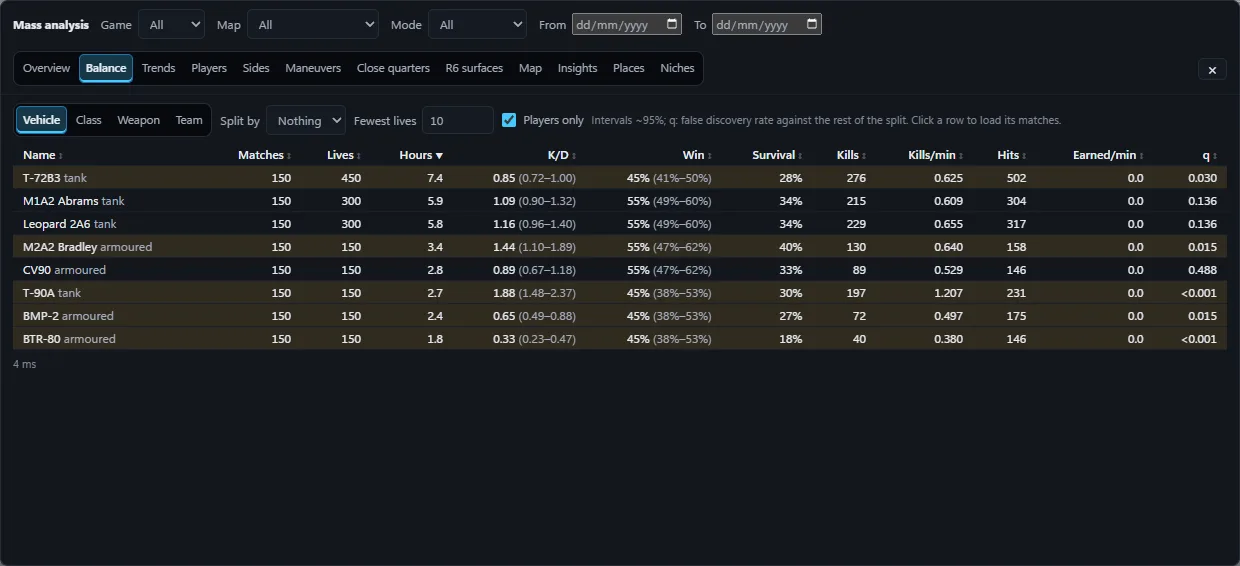 Mass analysis Game All Map All Mode All From dd/mm/yyyy To dd/mm/yyyy
Overview Balance Trends Players Sides Maneuvers Close quarters R6 surfaces Map Insights Places Niches ×
Vehicle Class Weapon Team Split by Nothing Fewest lives 10 Players only Intervals ~95%; q: false discovery rate against the rest of the split. Click a row to load its matches.
Name ↕ Matches ↕ Lives ↕ Hours ▼ K/D ↕ Win ↕ Survival ↕ Kills ↕ Kills/min ↕ Hits ↕ Earned/min ↕ q ↕
T-72B3 tank 150 450 7.4 0.85 (0.72–1.00) 45% (41%–50%) 28% 276 0.625 502 0.0 0.030
M1A2 Abrams tank 150 300 5.9 1.09 (0.90–1.32) 55% (49%–60%) 34% 215 0.609 304 0.0 0.136
Leopard 2A6 tank 150 300 5.8 1.16 (0.96–1.40) 55% (49%–60%) 34% 229 0.655 317 0.0 0.136
M2A2 Bradley armoured 150 150 3.4 1.44 (1.10–1.89) 55% (47%–62%) 40% 130 0.640 158 0.0 0.015
CV90 armoured 150 150 2.8 0.89 (0.67–1.18) 55% (47%–62%) 33% 89 0.529 146 0.0 0.488
T-90A tank 150 150 2.7 1.88 (1.48–2.37) 45% (38%–53%) 30% 197 1.207 231 0.0 <0.001
BMP-2 armoured 150 150 2.4 0.65 (0.49–0.88) 45% (38%–53%) 27% 72 0.497 175 0.0 0.015
BTR-80 armoured 150 150 1.8 0.33 (0.23–0.47) 45% (38%–53%) 18% 40 0.380 146 0.0 <0.001
4 ms